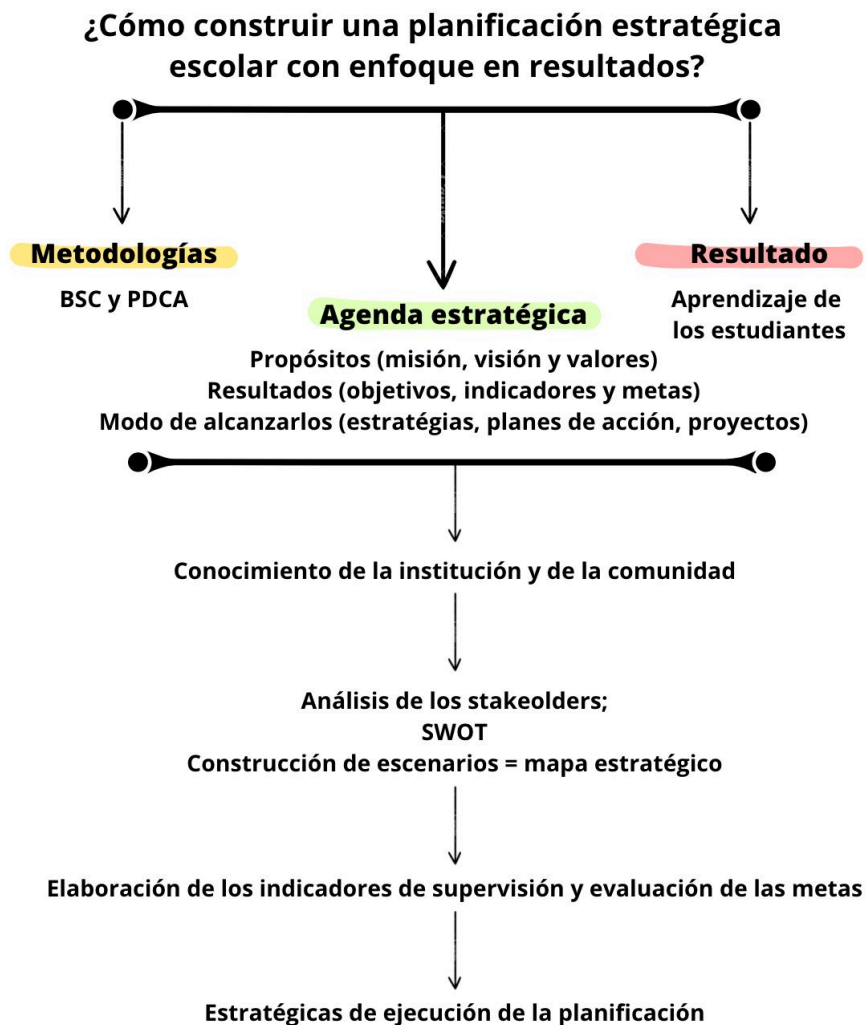 ¿Cómo construir una planificación estratégica
escolar con enfoque en resultados?
Metodologías
BSC y PDCA
Resultado
Aprendizaje de
los estudiantes
Agenda estratégica
Propósitos (misión, visión y valores)
Resultados (objetivos, indicadores y metas)
Modo de alcanzarlos (estratégias, planes de acción, proyectos)
Conocimiento de la institución y de la comunidad
Análisis de los stakeolders;
SWOT
Construcción de escenarios = mapa estratégico
Elaboración de los indicadores de supervisión y evaluación de las metas
Estratégicas de ejecución de la planificación